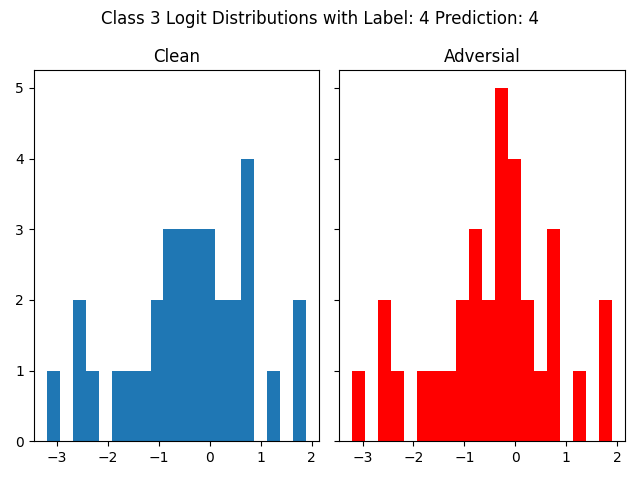 Class 3 Logit Distributions with Label: 4 Prediction: 4
Clean
Adversial
5
4
3
2
1
0
−3 −2 −1 0 1 2
−3 −2 −1 0 1 2